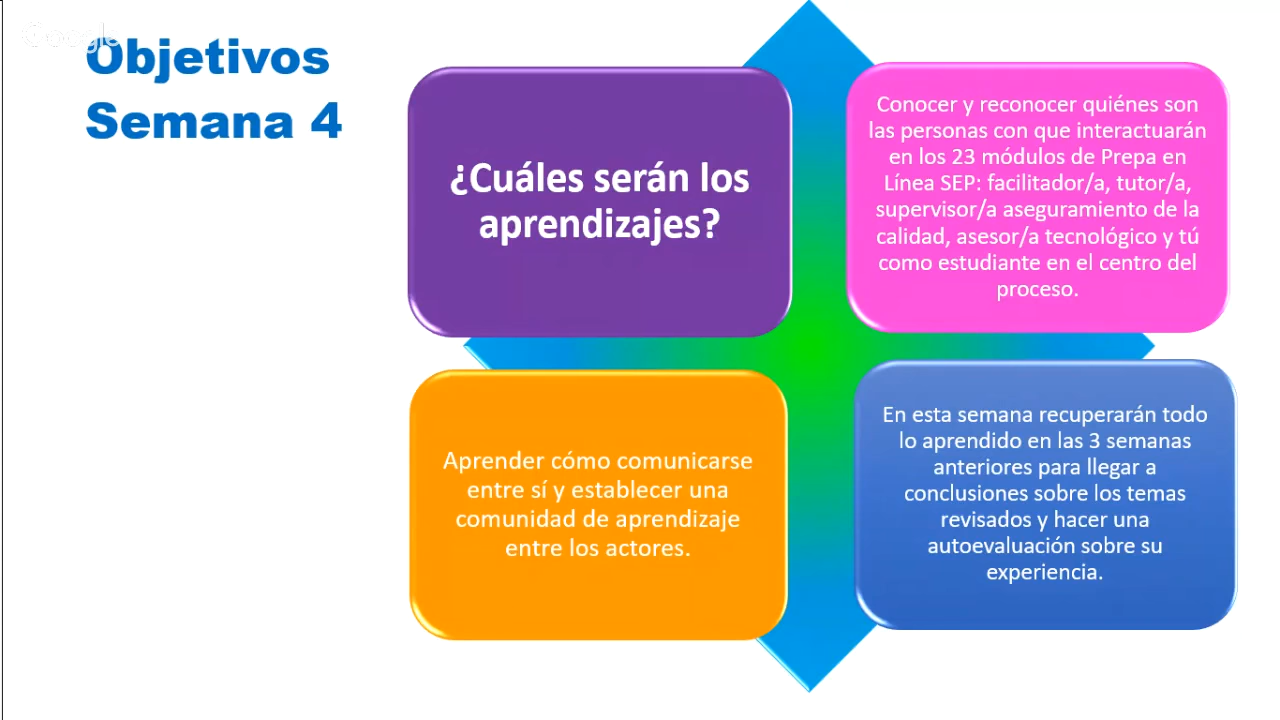 Google
Objetivos
Semana 4
¿Cuáles serán los
aprendizajes?
Conocer y reconocer quiénes son
las personas con que interactuarán
en los 23 módulos de Prepa en
Línea SEP: facilitador/a, tutor/a,
supervisor/a aseguramiento de la
calidad, asesor/a tecnológico y tú
como estudiante en el centro del
proceso.
Aprender cómo comunicarse
entre sí y establecer una
comunidad de aprendizaje
entre los actores.
En esta semana recuperarán todo
lo aprendido en las 3 semanas
anteriores para llegar a
conclusiones sobre los temas
revisados y hacer una
autoevaluación sobre su
experiencia.